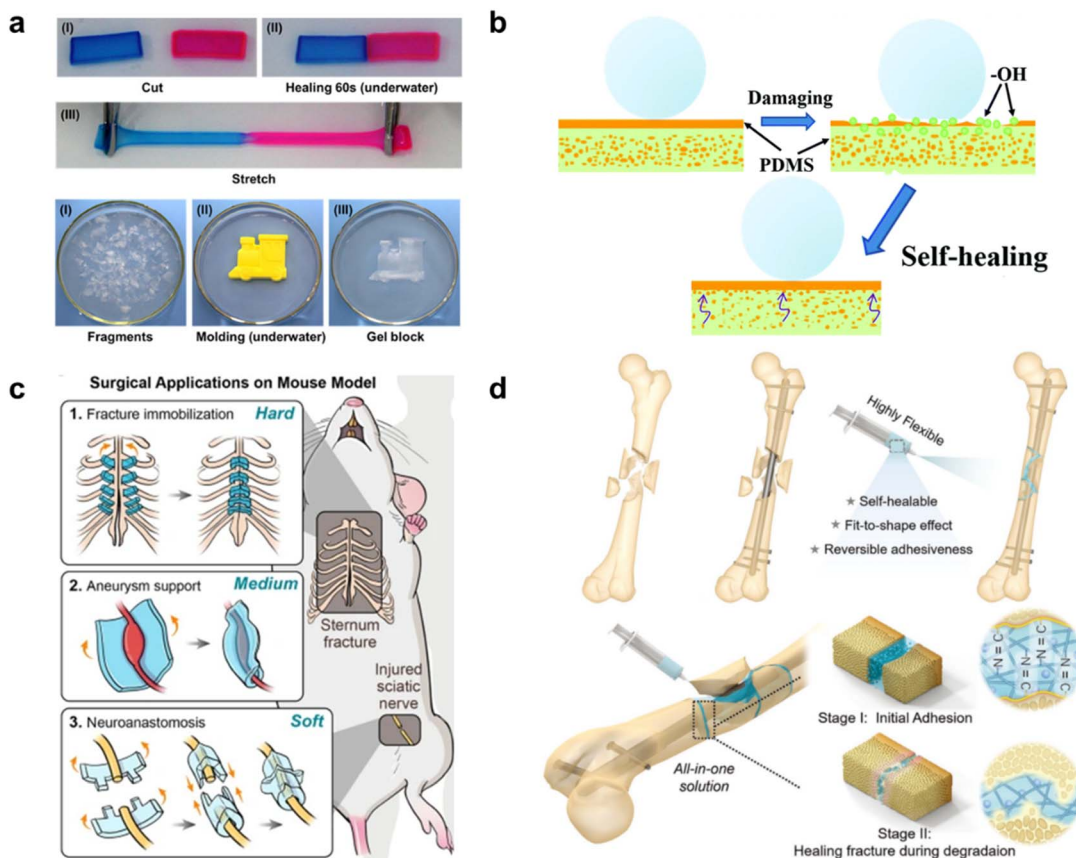 a
(I)
(II)
Cut
Healing 60s (underwater)
(III)
Stretch
(I)
(II)
(III)
Fragments
Molding (underwater)
Gel block
b
-OH
Damaging
PDMS
Self-healing
c
Surgical Applications on Mouse Model
1. Fracture immobilization
Hard
2. Aneurysm support
Medium
3. Neuroanastomosis
Soft
Sternum
fracture
Injured
sciatic
nerve
d
Highly Flexible
★ Self-healable
★ Fit-to-shape effect
★ Reversible adhesiveness
All-in-one
solution
Stage I: Initial Adhesion
-N=C
C=N-
-N=C
C=N-
Stage II:
Healing fracture during degradaion